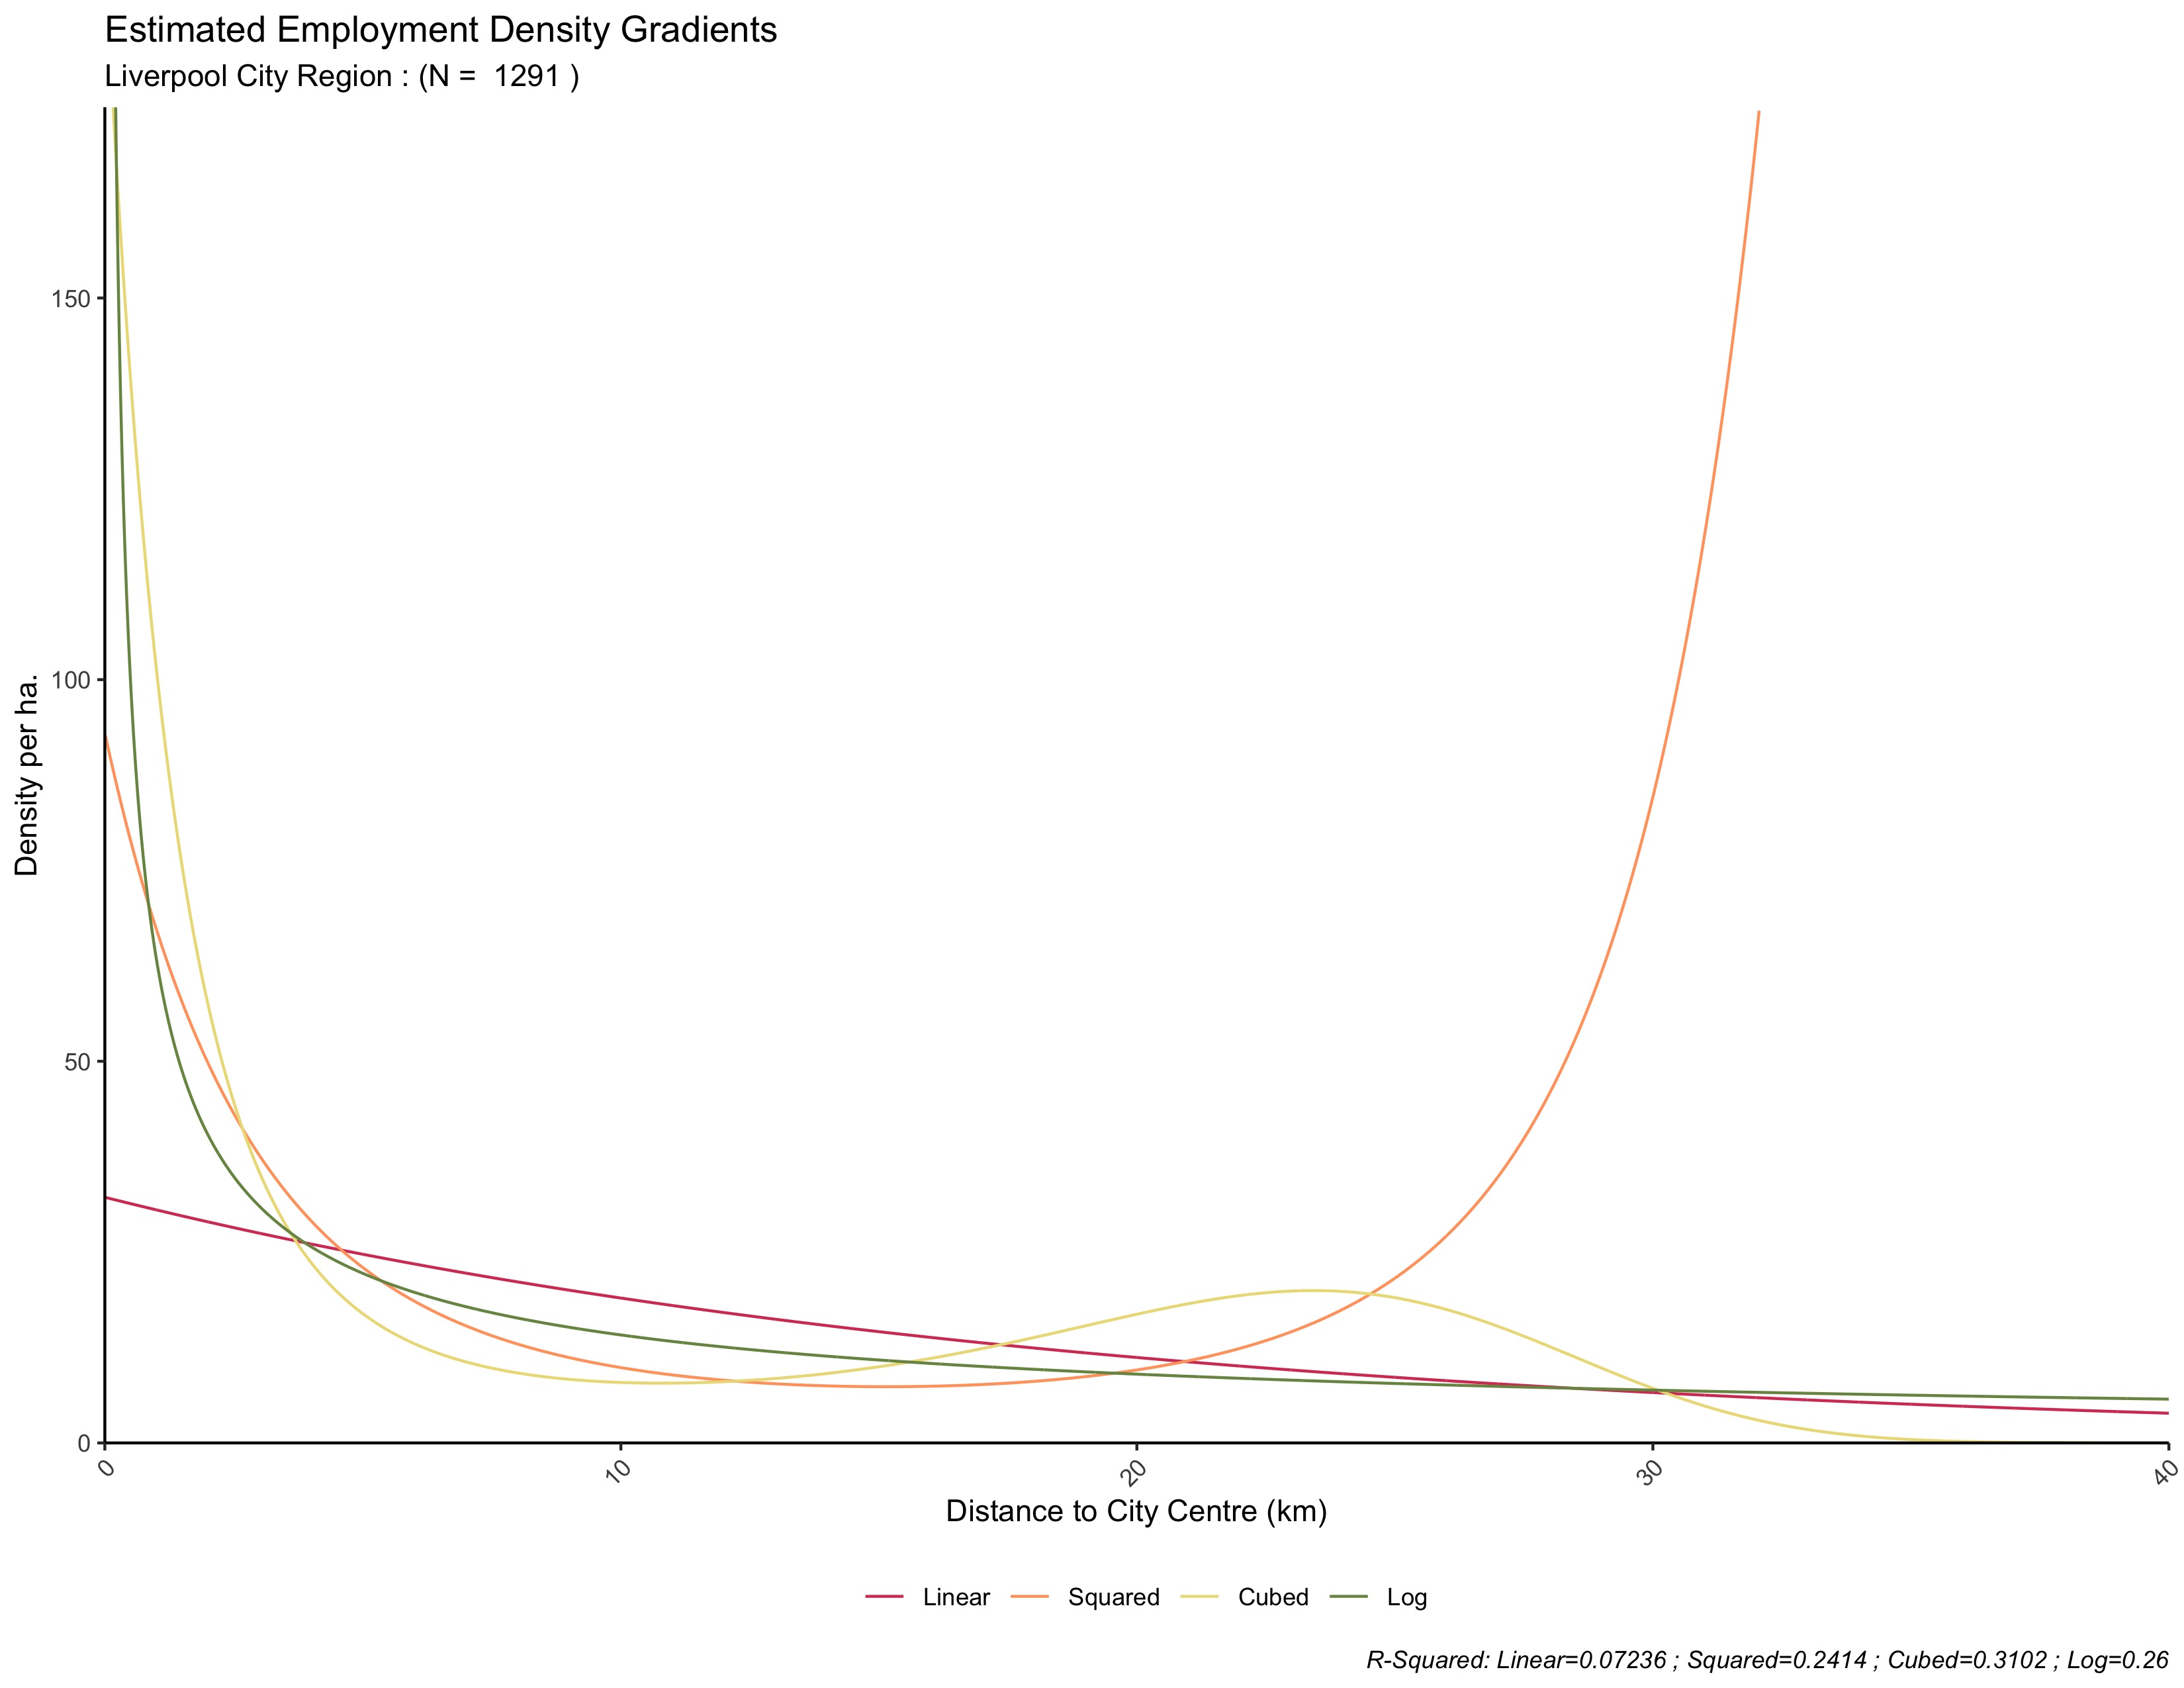 Estimated Employment Density Gradients
Liverpool City Region : (N =  1291 )
Density per ha.
150
100
50
0
0 10 20 30 40
Distance to City Centre (km)
Linear Squared Cubed Log
R-Squared: Linear=0.07236 ; Squared=0.2414 ; Cubed=0.3102 ; Log=0.26